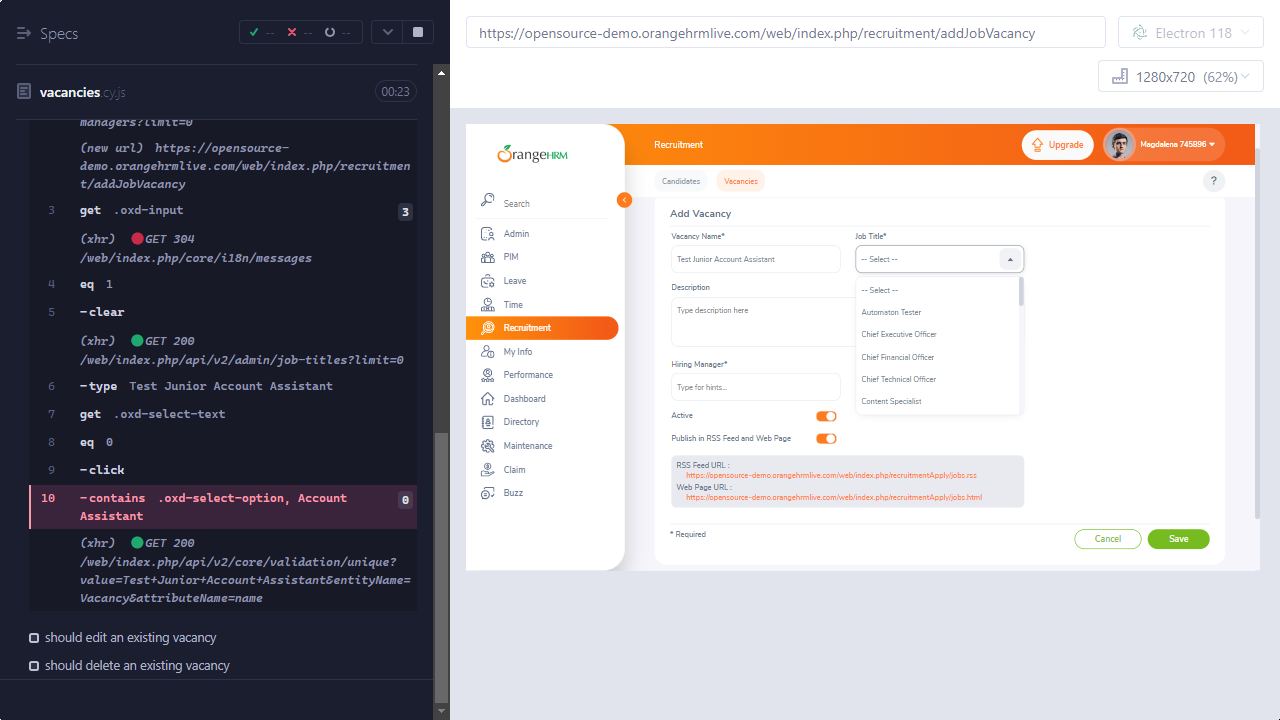 Specs
-- -- --
vacancies.cy.js 00:23
managers?limit=0
(new url) https://opensource-
demo.orangehrmlive.com/web/index.php/recruitmen
t/addJobVacancy
3 get .oxd-input 3
(xhr) GET 304
/web/index.php/core/i18n/messages
4 eq 1
5 -clear
(xhr) GET 200
/web/index.php/api/v2/admin/job-titles?limit=0
6 -type Test Junior Account Assistant
7 get .oxd-select-text
8 eq 0
9 -click
10 -contains .oxd-select-option, Account 0
Assistant
(xhr) GET 200
/web/index.php/api/v2/core/validation/unique?
value=Test+Junior+Account+Assistant&entityName=
Vacancy&attributeName=name
should edit an existing vacancy
should delete an existing vacancy
https://opensource-demo.orangehrmlive.com/web/index.php/recruitment/addJobVacancy
Electron 118
1280x720 (62%)
OrangeHRM
Search
Admin
PIM
Leave
Time
Recruitment
My Info
Performance
Dashboard
Directory
Maintenance
Claim
Buzz
Recruitment
Upgrade
Magdalena 745896
Candidates Vacancies ?
Add Vacancy
Vacancy Name* Job Title*
Test Junior Account Assistant -- Select --
-- Select --
Automaton Tester
Chief Executive Officer
Chief Financial Officer
Chief Technical Officer
Content Specialist
Description
Type description here
Hiring Manager*
Type for hints...
Active
Publish in RSS Feed and Web Page
RSS Feed URL :
https://opensource-demo.orangehrmlive.com/web/index.php/recruitmentApply/jobs.rss
Web Page URL :
https://opensource-demo.orangehrmlive.com/web/index.php/recruitmentApply/jobs.html
* Required
Cancel Save